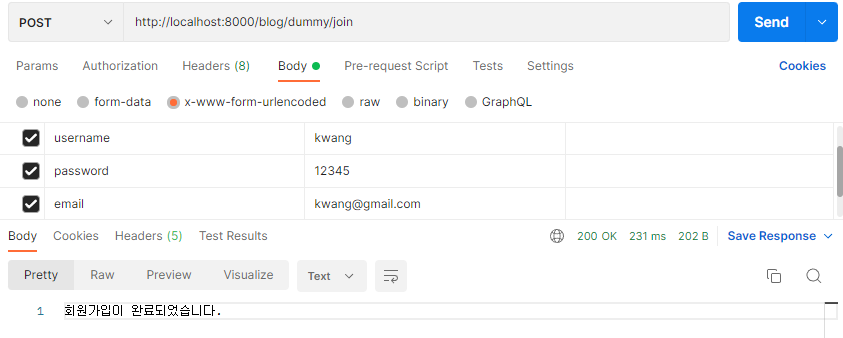 POST http://localhost:8000/blog/dummy/join Send
Params Authorization Headers (8) Body Pre-request Script Tests Settings Cookies
none form-data x-www-form-urlencoded raw binary GraphQL
username kwang
password 12345
email kwang@gmail.com
Body Cookies Headers (5) Test Results 200 OK 231 ms 202 B Save Response
Pretty Raw Preview Visualize Text
1 회원가입이 완료되었습니다.